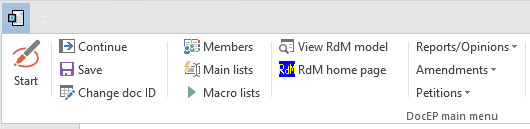 Start
Continue
Save
Change doc ID
Members
Main lists
Macro lists
View RdM model
RdM RdM home page
Reports/Opinions
Amendments
Petitions
DocEP main menu